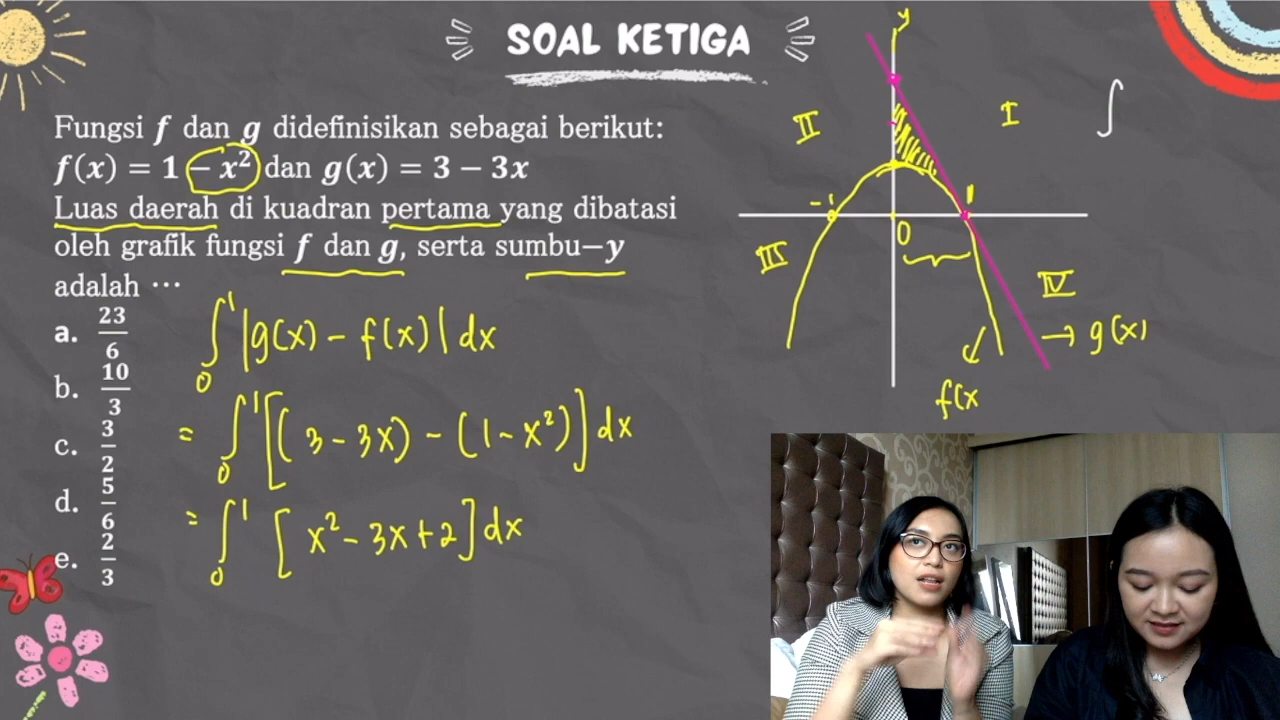 SOAL KETIGA
Fungsi f dan g didefinisikan sebagai berikut:
f(x) = 1 − x² dan g(x) = 3 − 3x
Luas daerah di kuadran pertama yang dibatasi
oleh grafik fungsi f dan g, serta sumbu−y
adalah ⋯
a. 23/6
b. 10/3
c. 3/2
d. 5/6
e. 2/3
∫₀¹ |g(x) − f(x)| dx
= ∫₀¹ [(3 − 3x) − (1 − x²)] dx
= ∫₀¹ [x² − 3x + 2] dx
y
II
I
∫
-1
1
0
III
IV
→ g(x)
f(x